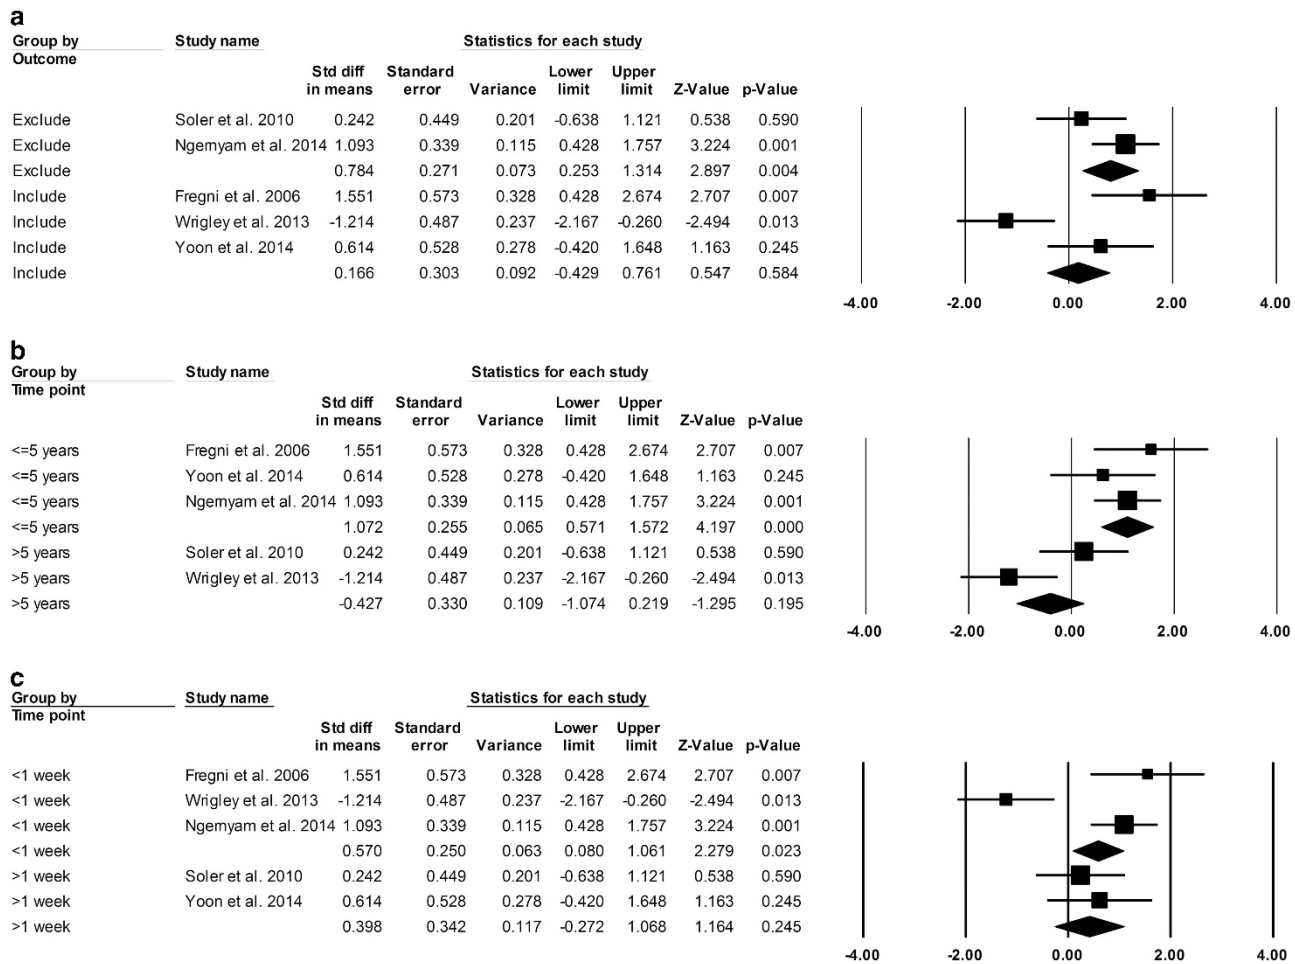 a
Group by Study name Statistics for each study
Outcome
Std diff Standard Lower Upper
in means error Variance limit limit Z-Value p-Value
Exclude Soler et al. 2010 0.242 0.449 0.201 -0.638 1.121 0.538 0.590
Exclude Ngernyam et al. 2014 1.093 0.339 0.115 0.428 1.757 3.224 0.001
Exclude 0.784 0.271 0.073 0.253 1.314 2.897 0.004
Include Fregni et al. 2006 1.551 0.573 0.328 0.428 2.674 2.707 0.007
Include Wrigley et al. 2013 -1.214 0.487 0.237 -2.167 -0.260 -2.494 0.013
Include Yoon et al. 2014 0.614 0.528 0.278 -0.420 1.648 1.163 0.245
Include 0.166 0.303 0.092 -0.429 0.761 0.547 0.584
-4.00 -2.00 0.00 2.00 4.00
b
Group by Study name Statistics for each study
Time point
Std diff Standard Lower Upper
in means error Variance limit limit Z-Value p-Value
<=5 years Fregni et al. 2006 1.551 0.573 0.328 0.428 2.674 2.707 0.007
<=5 years Yoon et al. 2014 0.614 0.528 0.278 -0.420 1.648 1.163 0.245
<=5 years Ngernyam et al. 2014 1.093 0.339 0.115 0.428 1.757 3.224 0.001
<=5 years 1.072 0.255 0.065 0.571 1.572 4.197 0.000
>5 years Soler et al. 2010 0.242 0.449 0.201 -0.638 1.121 0.538 0.590
>5 years Wrigley et al. 2013 -1.214 0.487 0.237 -2.167 -0.260 -2.494 0.013
>5 years -0.427 0.330 0.109 -1.074 0.219 -1.295 0.195
-4.00 -2.00 0.00 2.00 4.00
c
Group by Study name Statistics for each study
Time point
Std diff Standard Lower Upper
in means error Variance limit limit Z-Value p-Value
<1 week Fregni et al. 2006 1.551 0.573 0.328 0.428 2.674 2.707 0.007
<1 week Wrigley et al. 2013 -1.214 0.487 0.237 -2.167 -0.260 -2.494 0.013
<1 week Ngernyam et al. 2014 1.093 0.339 0.115 0.428 1.757 3.224 0.001
<1 week 0.570 0.250 0.063 0.080 1.061 2.279 0.023
>1 week Soler et al. 2010 0.242 0.449 0.201 -0.638 1.121 0.538 0.590
>1 week Yoon et al. 2014 0.614 0.528 0.278 -0.420 1.648 1.163 0.245
>1 week 0.398 0.342 0.117 -0.272 1.068 1.164 0.245
-4.00 -2.00 0.00 2.00 4.00